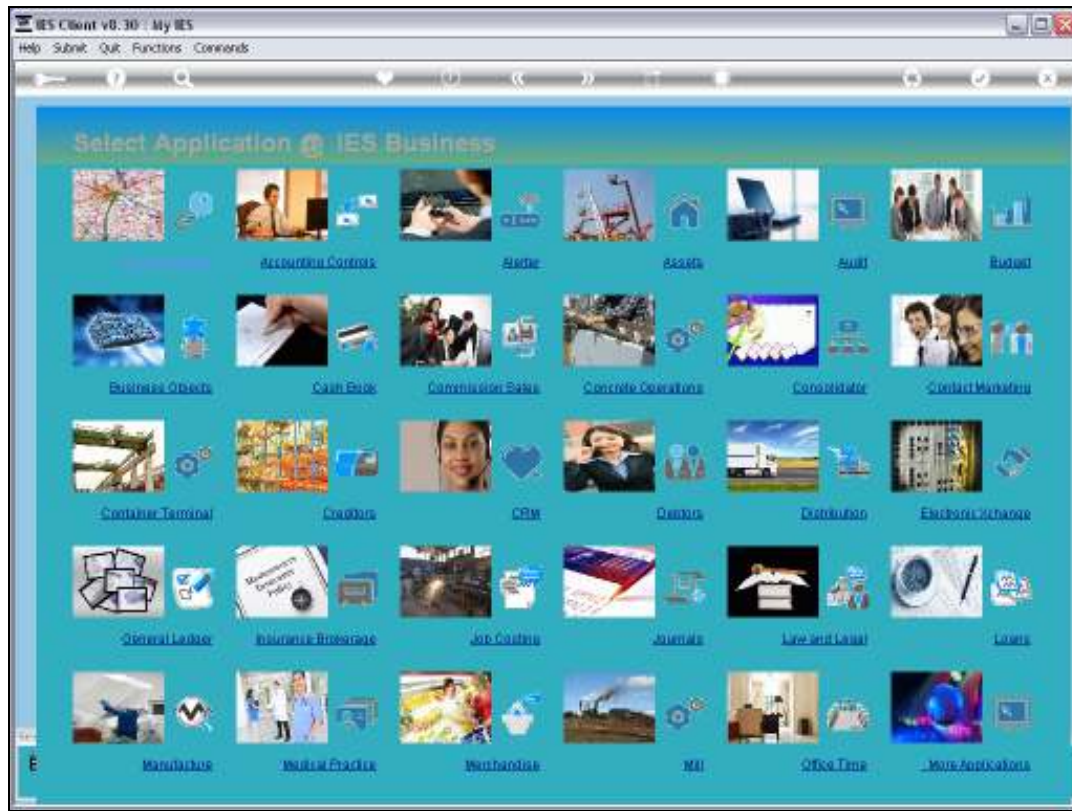 IES Client v8.30 : My IES
Help Submit Quit Functions Commands
Select Application @ IES Business
Accounting Controls Alerter Assets Audit Budget
Business Objects Cash Book Commission Sales Concrete Operations Consolidator Contact Marketing
Container Terminal Creditors CRM Debtors Distribution Electronic Xchange
General Ledger Insurance Brokerage Job Costing Journals Law and Legal Loans
Manufacture Medical Practice Merchandise Mill Office Time ...More Applications